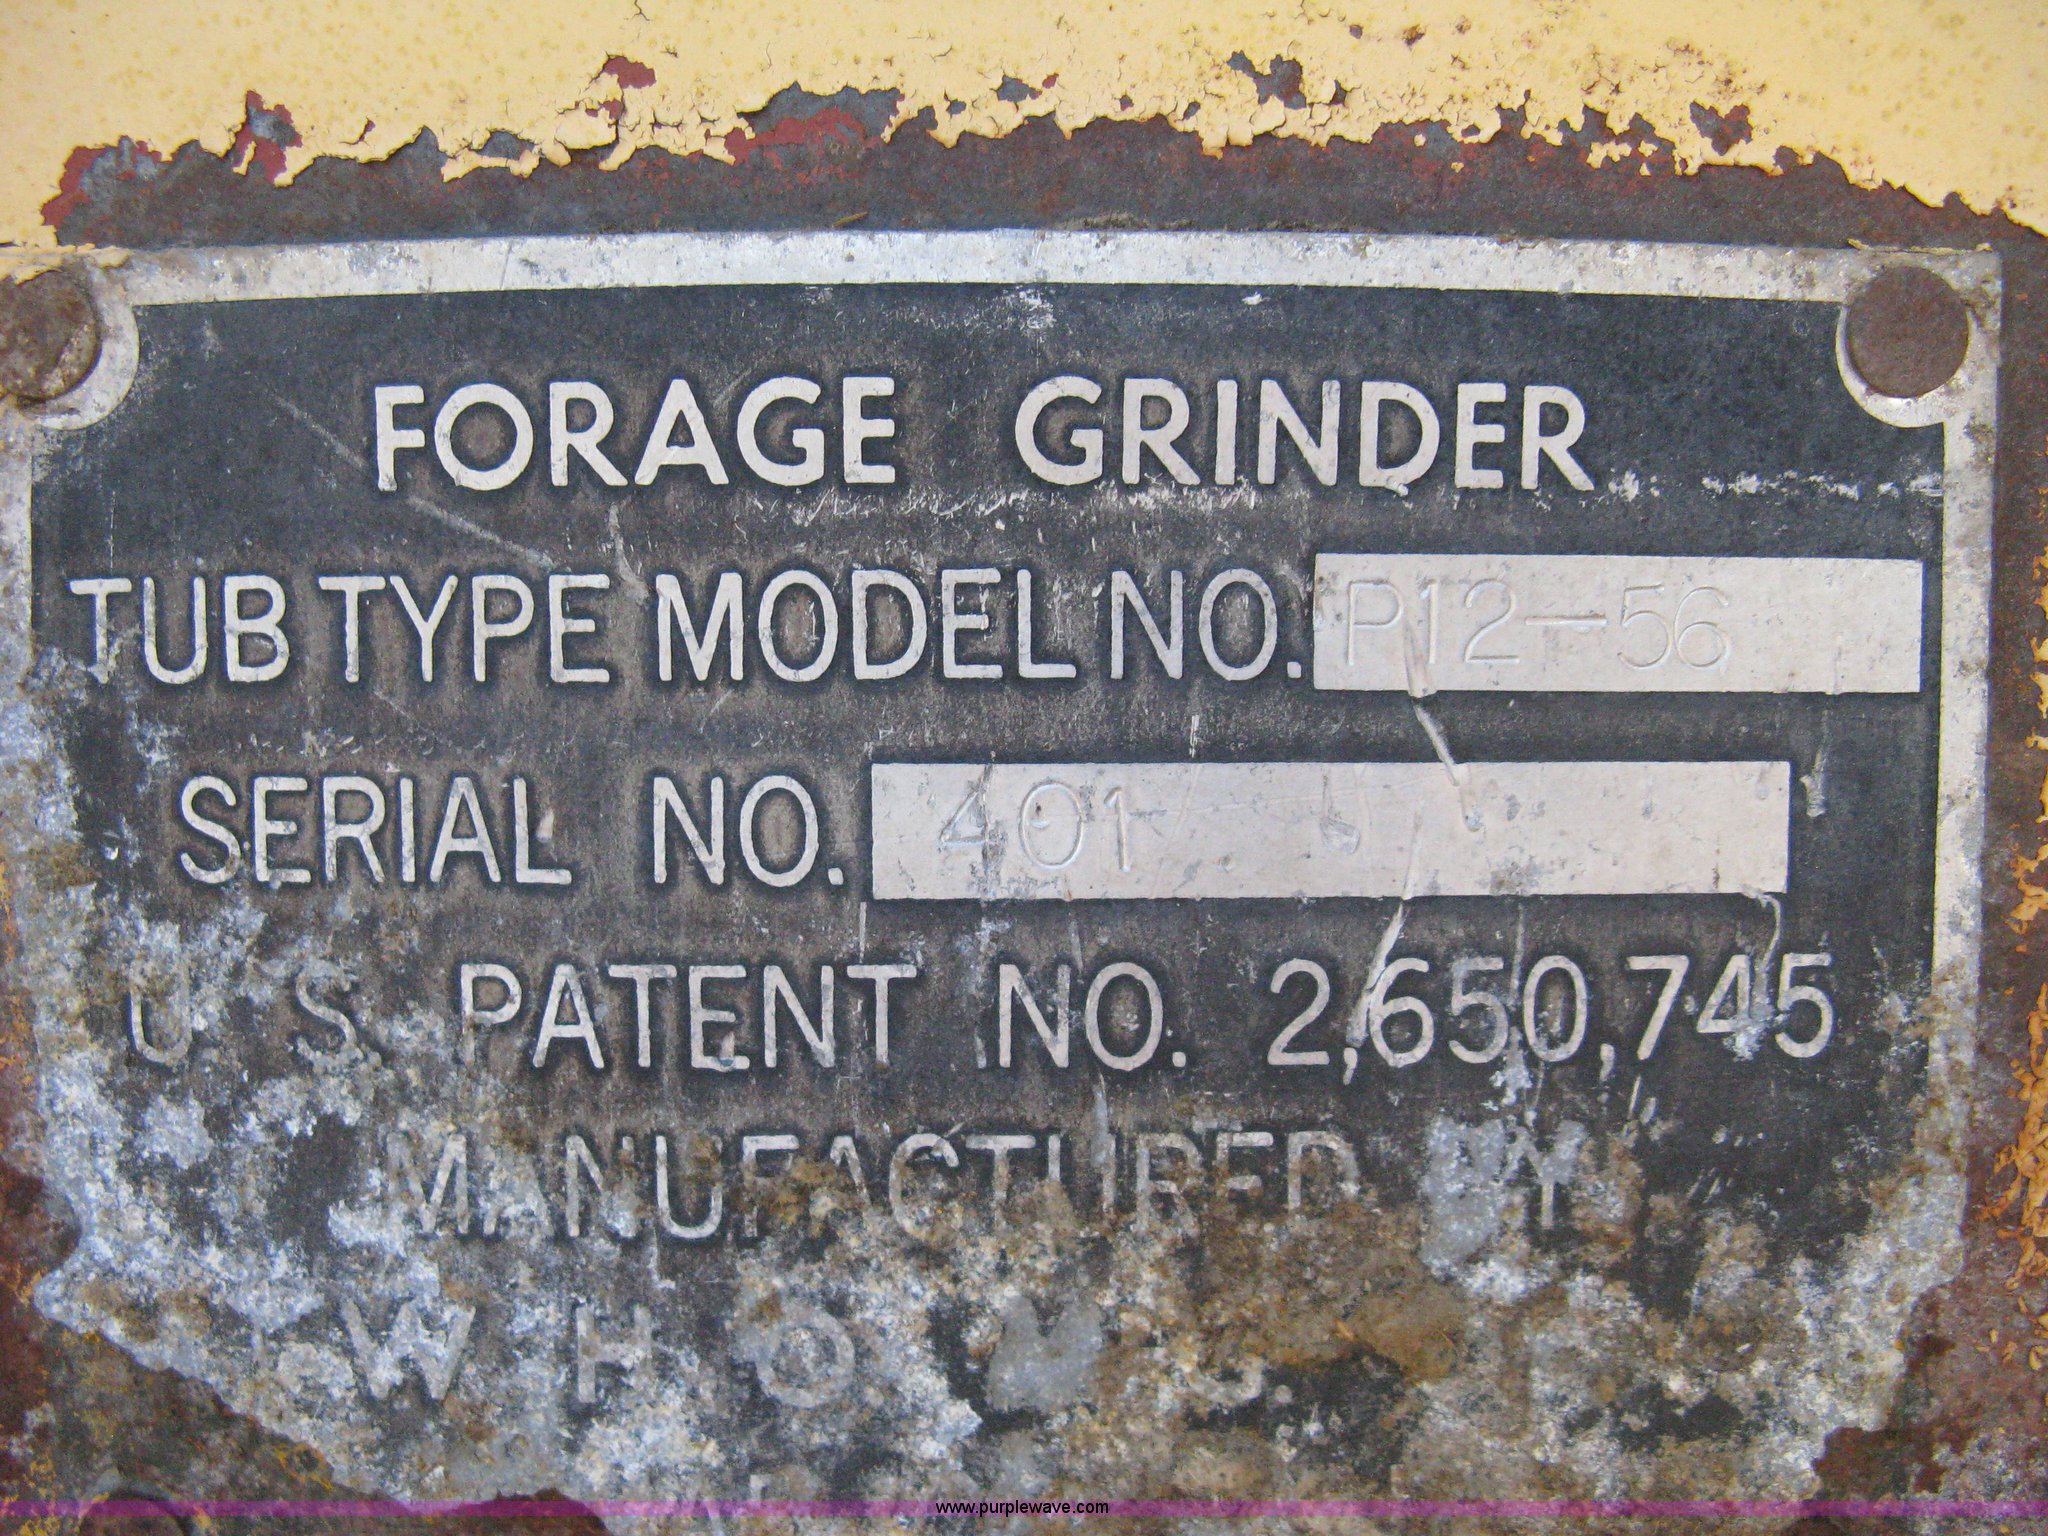 FORAGE GRINDER
TUB TYPE MODEL NO. P12-56
SERIAL NO. 401
U S PATENT NO. 2,650,745
MANUFACTURED BY
W H O
www.purplewave.com